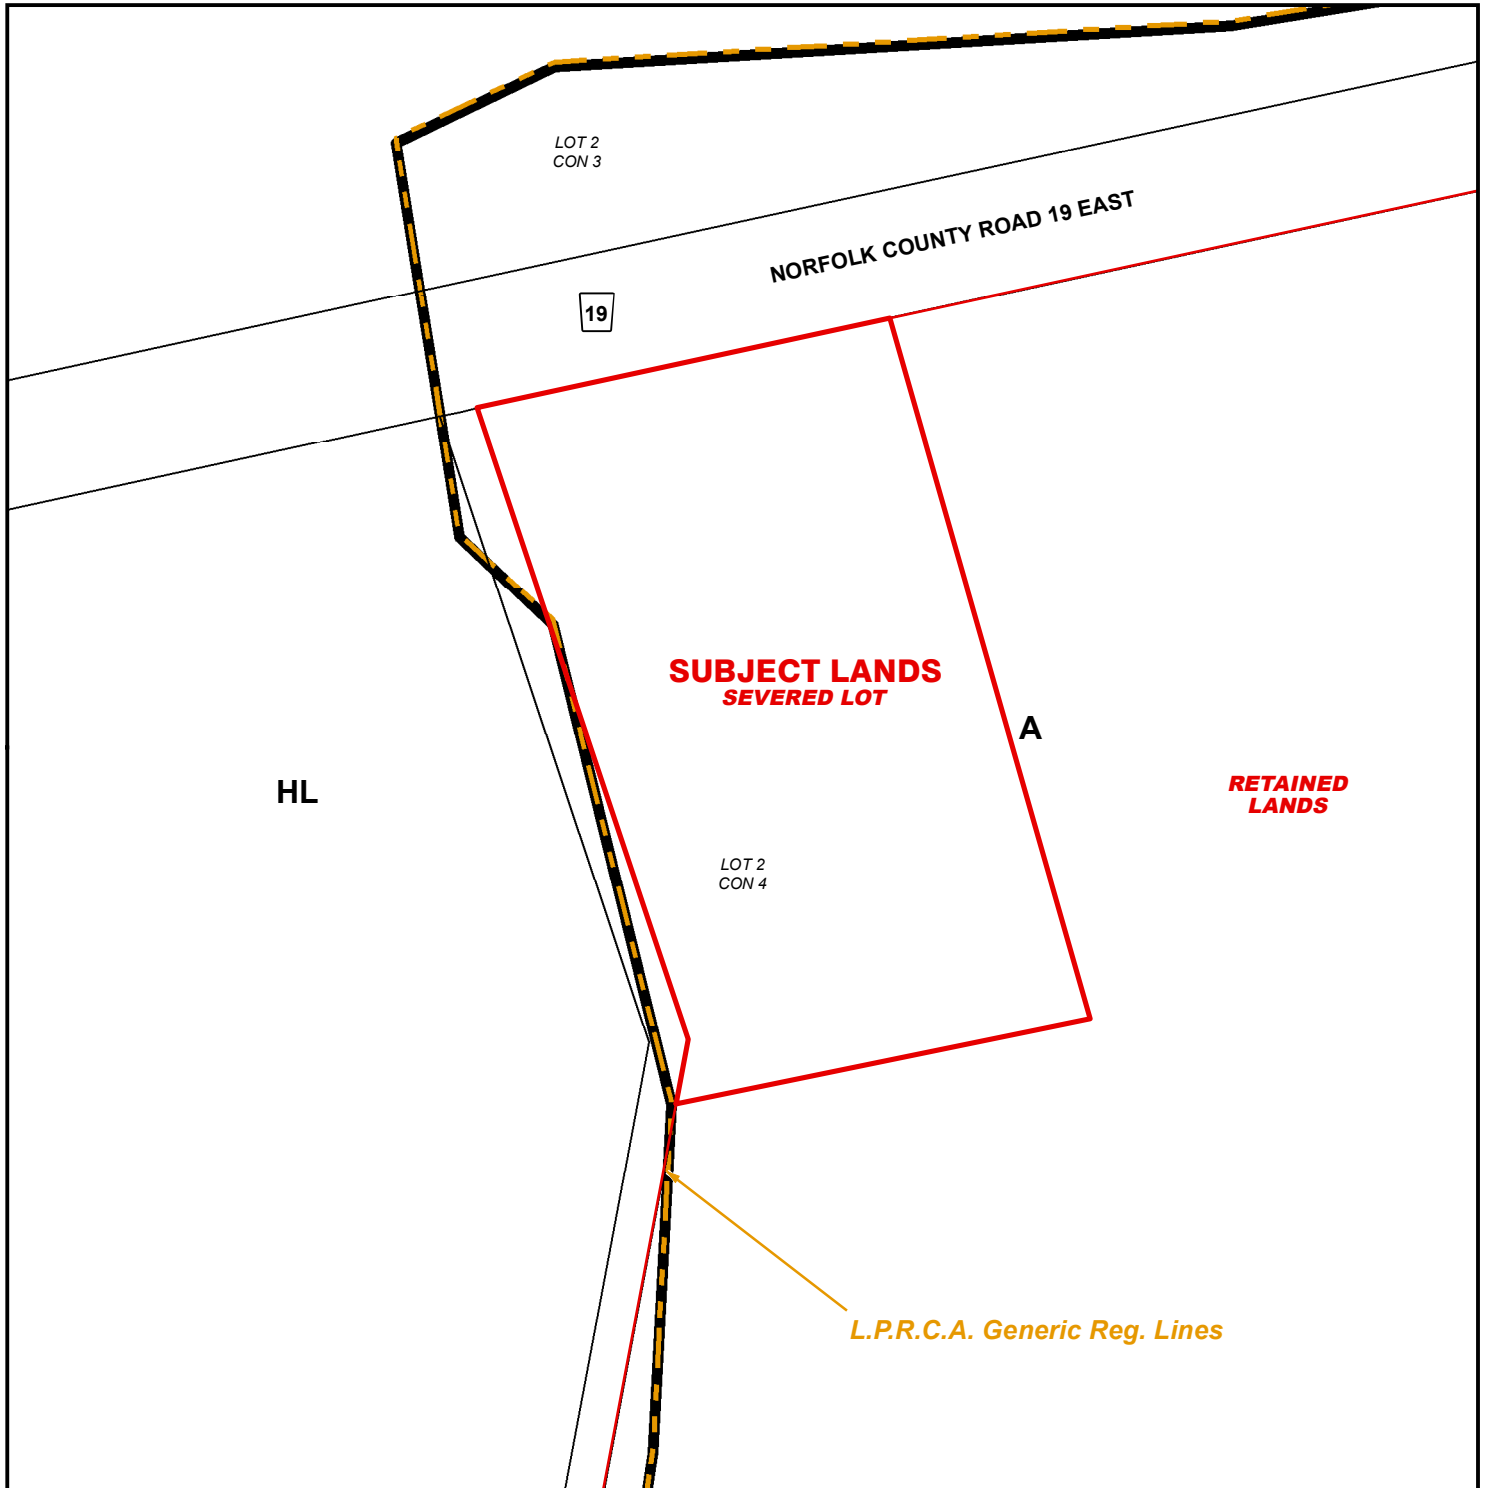 LOT 2
CON 3
NORFOLK COUNTY ROAD 19 EAST
19
SUBJECT LANDS
SEVERED LOT
A
HL
RETAINED
LANDS
LOT 2
CON 4
L.P.R.C.A. Generic Reg. Lines